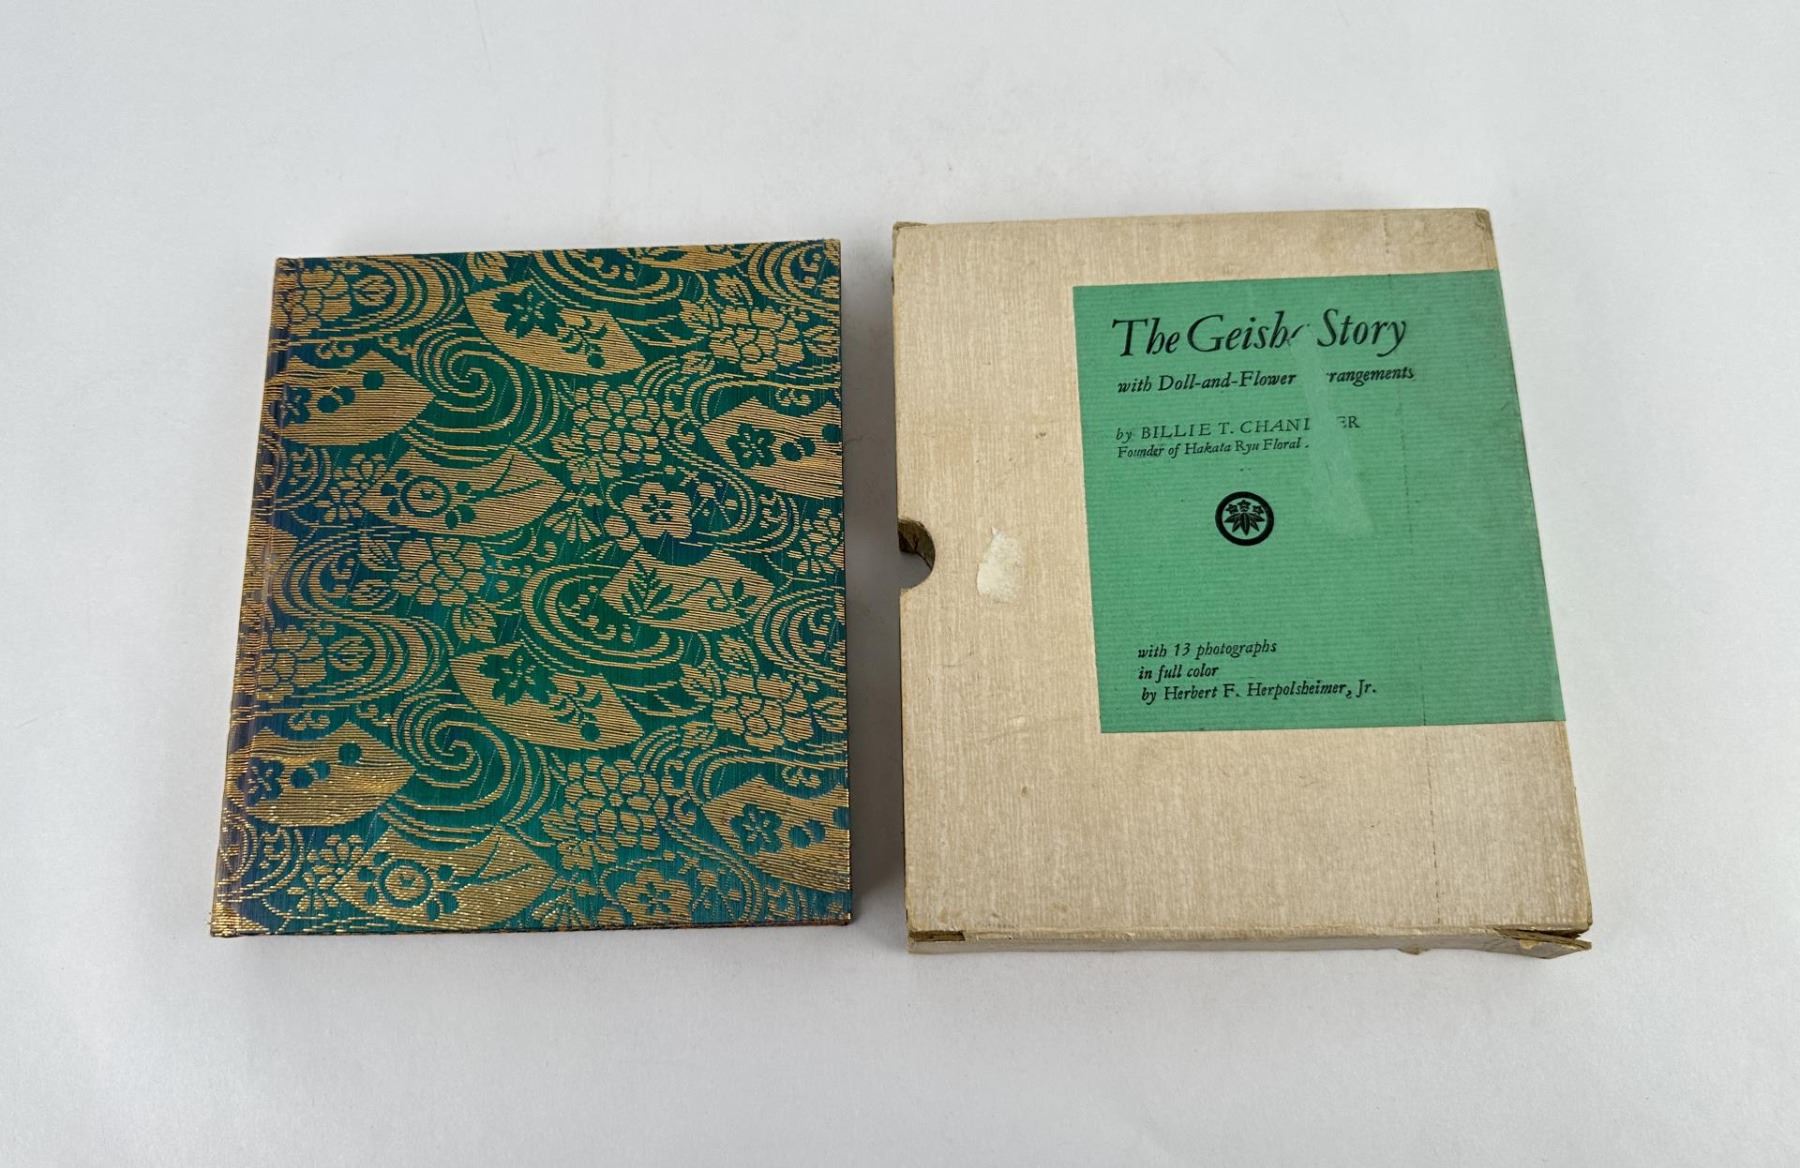 The Geish Story
with Doll-and-Flower rangements
by BILLIE T. CHAN ER
Founder of Hakata Ryu Floral
with 13 photographs
in full color
by Herbert F. Herpolsheimer, Jr.